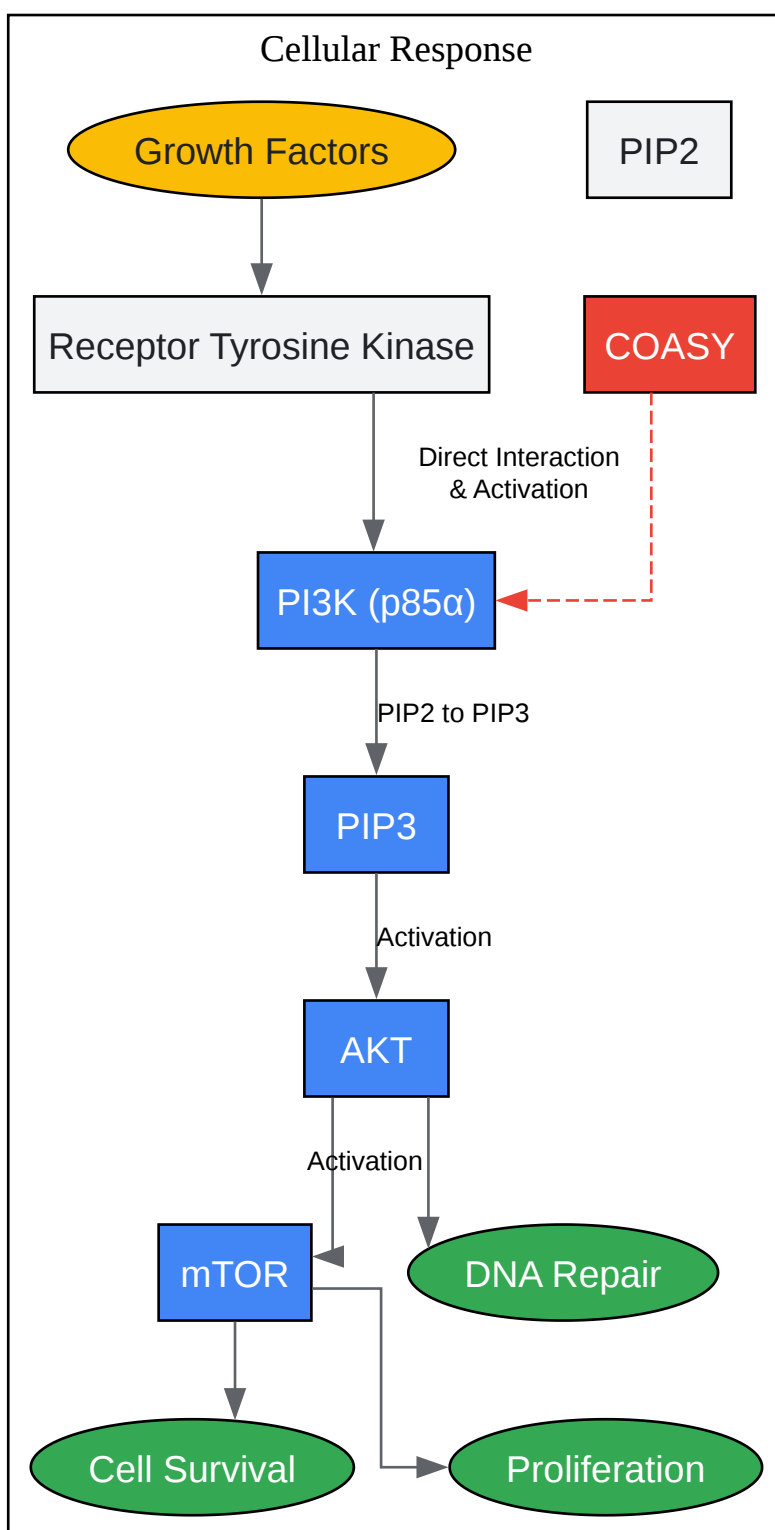 Cellular Response
Growth Factors
PIP2
Receptor Tyrosine Kinase
COASY
Direct Interaction
& Activation
PI3K (p85α)
PIP2 to PIP3
PIP3
Activation
AKT
Activation
mTOR
DNA Repair
Cell Survival
Proliferation